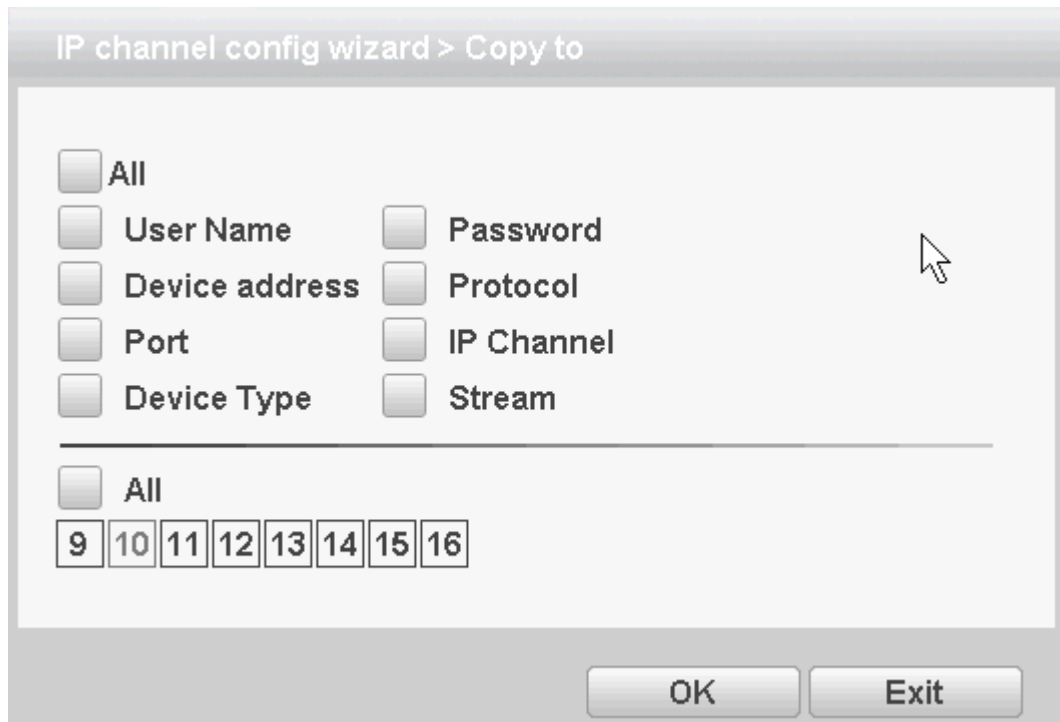 IP channel config wizard > Copy to
All
User Name Password
Device address Protocol
Port IP Channel
Device Type Stream
All
9 10 11 12 13 14 15 16
OK Exit